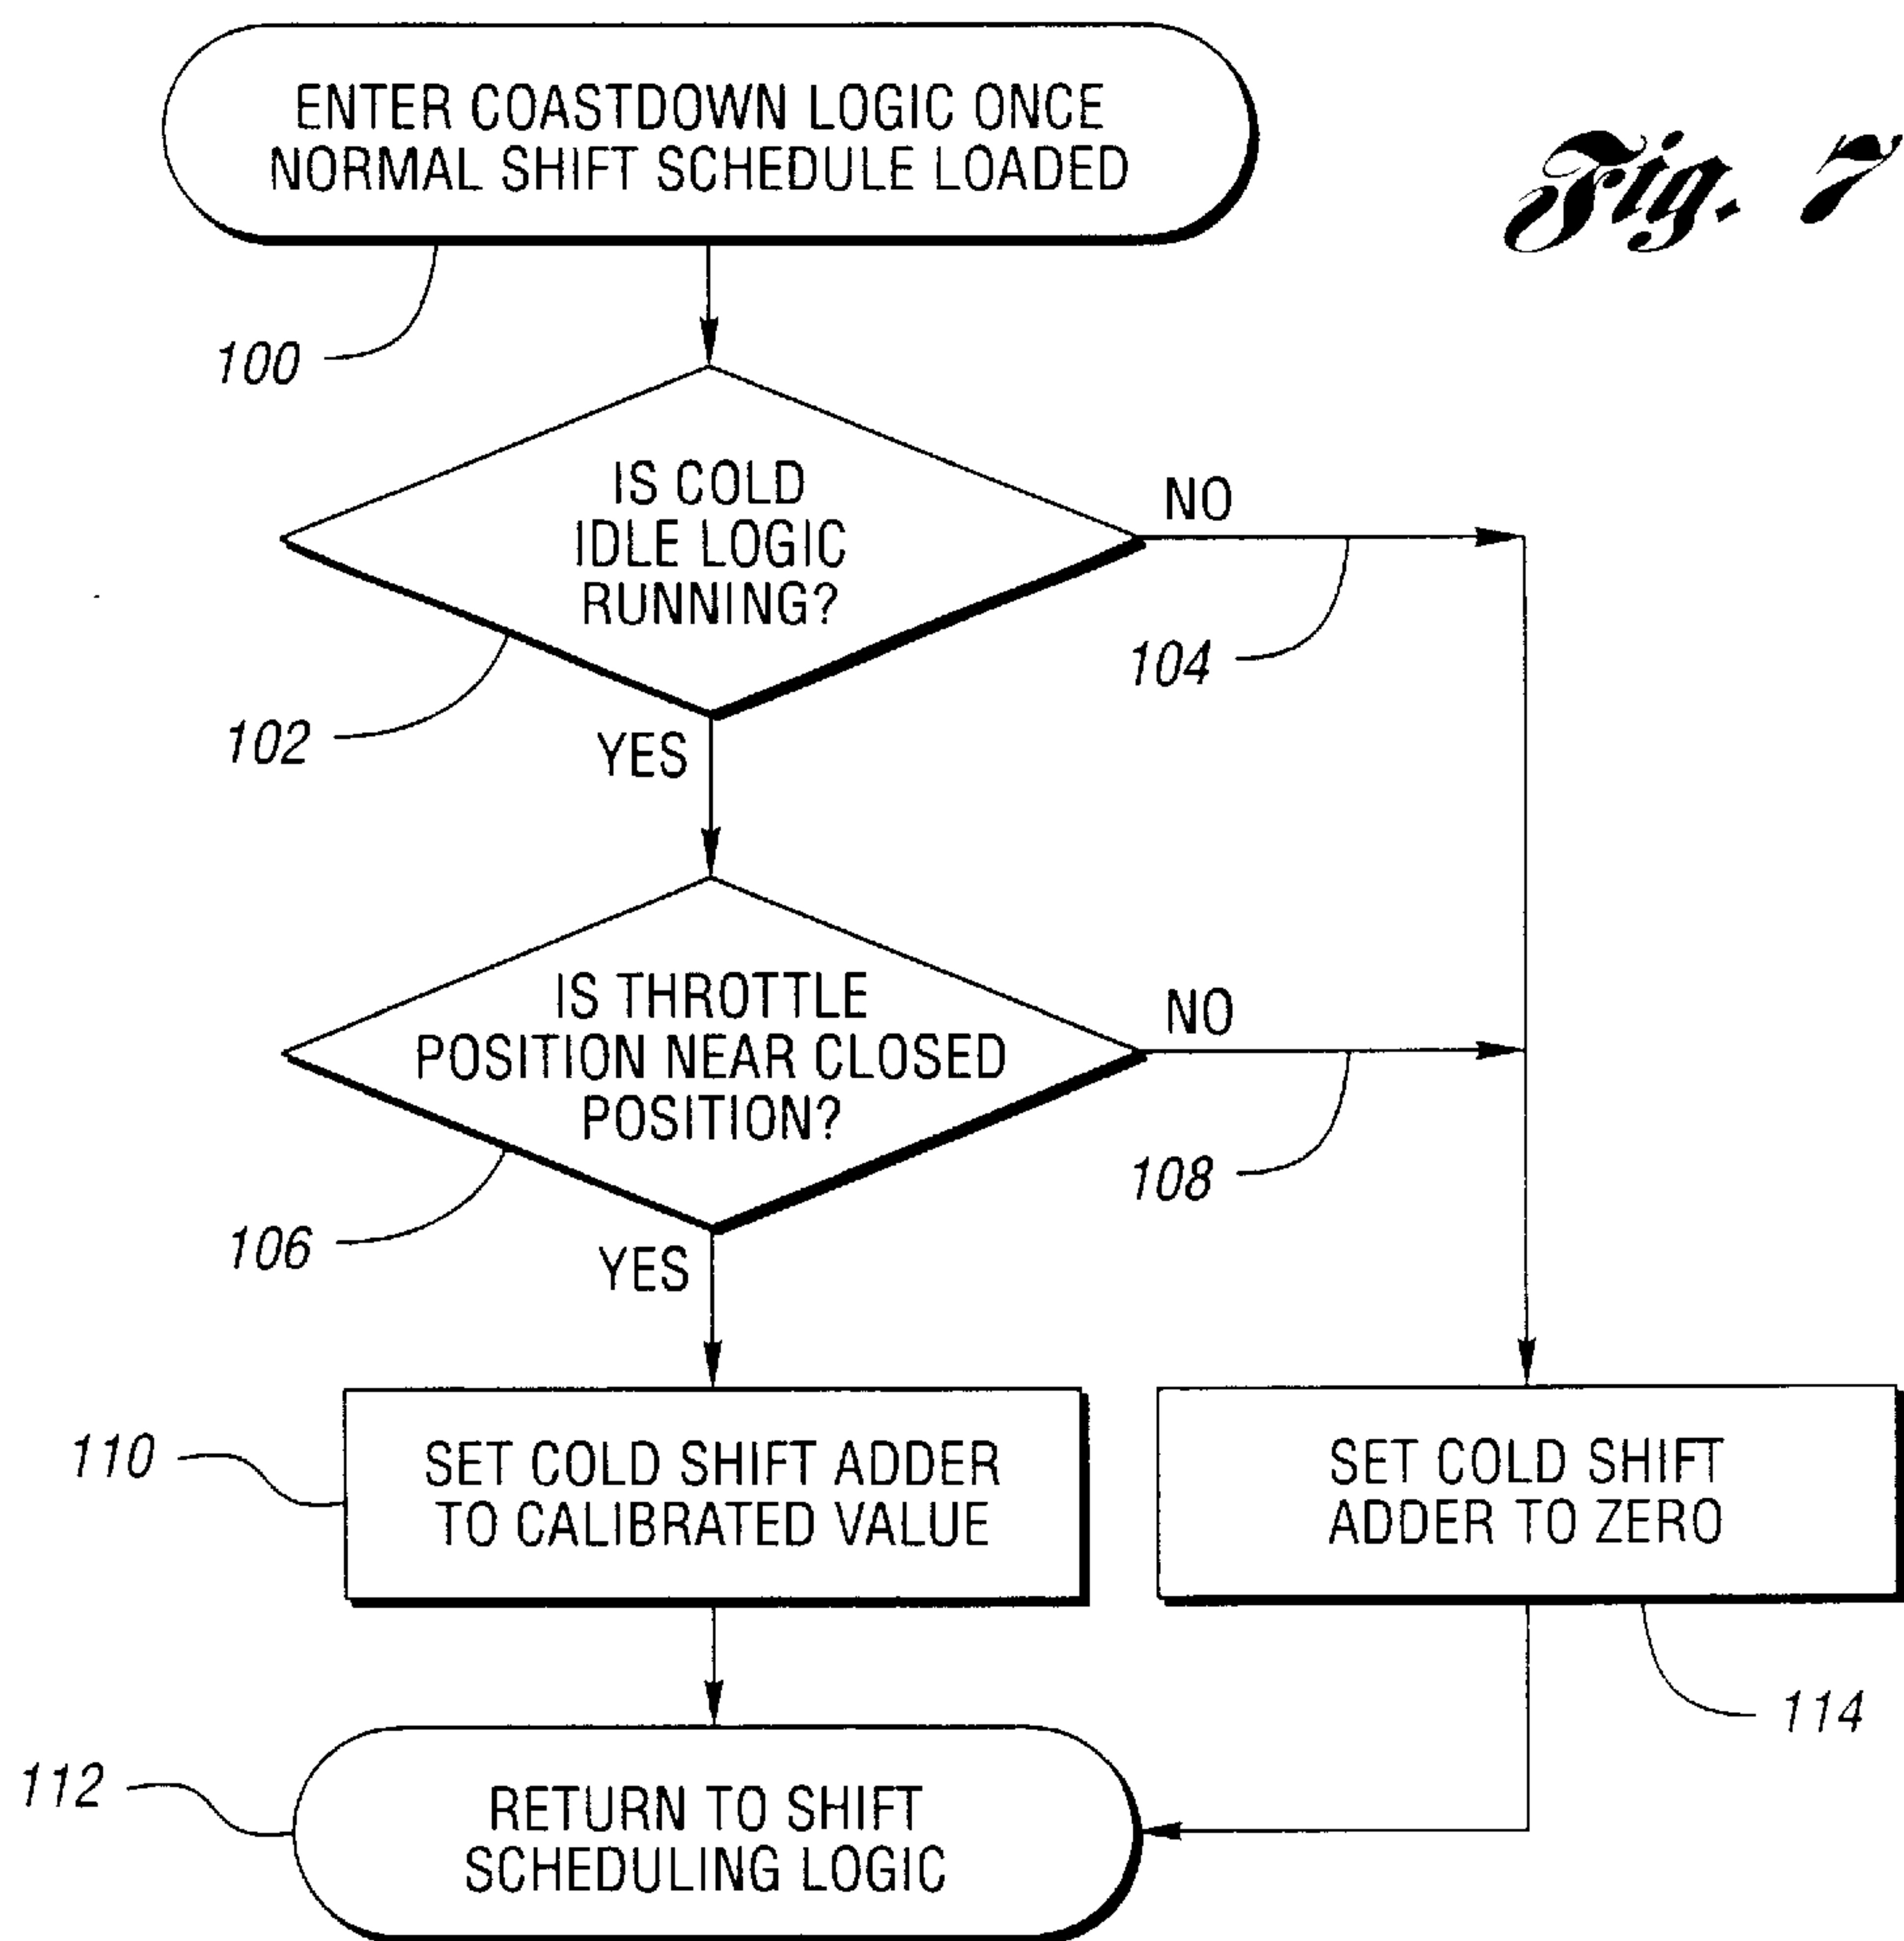 Fig. 7
ENTER COASTDOWN LOGIC ONCE
NORMAL SHIFT SCHEDULE LOADED
100
IS COLD
IDLE LOGIC
RUNNING?
NO
104
102
YES
IS THROTTLE
POSITION NEAR CLOSED
POSITION?
NO
108
106
YES
110
SET COLD SHIFT ADDER
TO CALIBRATED VALUE
SET COLD SHIFT
ADDER TO ZERO
114
112
RETURN TO SHIFT
SCHEDULING LOGIC